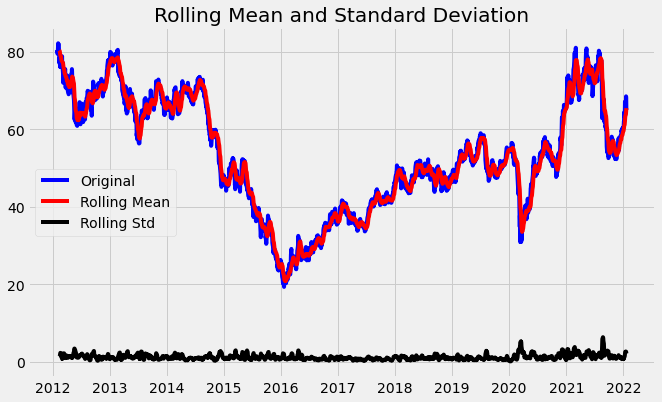 Rolling Mean and Standard Deviation
80
60
40
20
0
Original
Rolling Mean
Rolling Std
2012 2013 2014 2015 2016 2017 2018 2019 2020 2021 2022